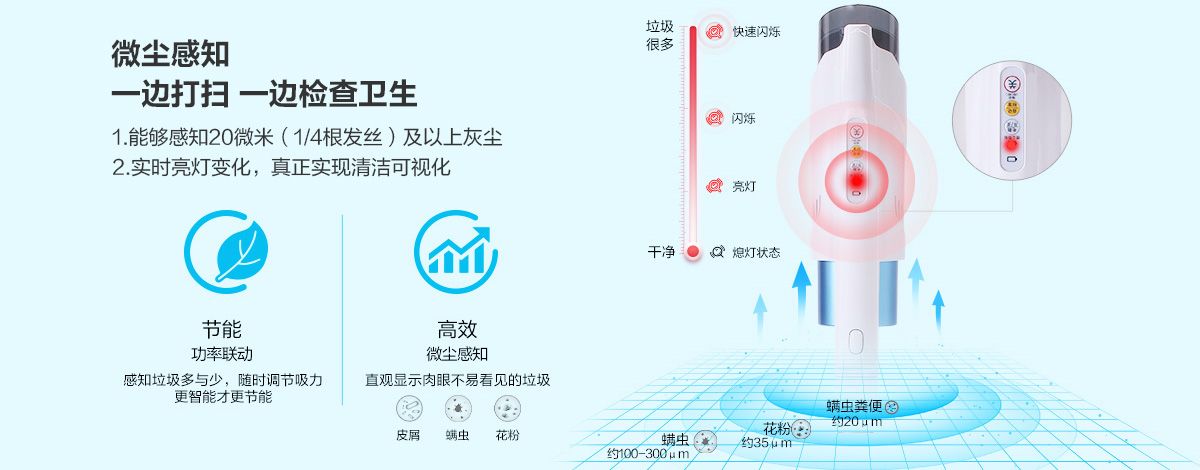 微尘感知
一边打扫 一边检查卫生
1.能够感知20微米（1/4根发丝）及以上灰尘
2.实时亮灯变化，真正实现清洁可视化
节能
功率联动
感知垃圾多与少，随时调节吸力
更智能才更节能
高效
微尘感知
直观显示肉眼不易看见的垃圾
皮屑
螨虫
花粉
垃圾
很多
快速闪烁
闪烁
亮灯
干净
熄灯状态
关
螨虫粪便
约20μm
花粉
约35μm
螨虫
约100-300μm